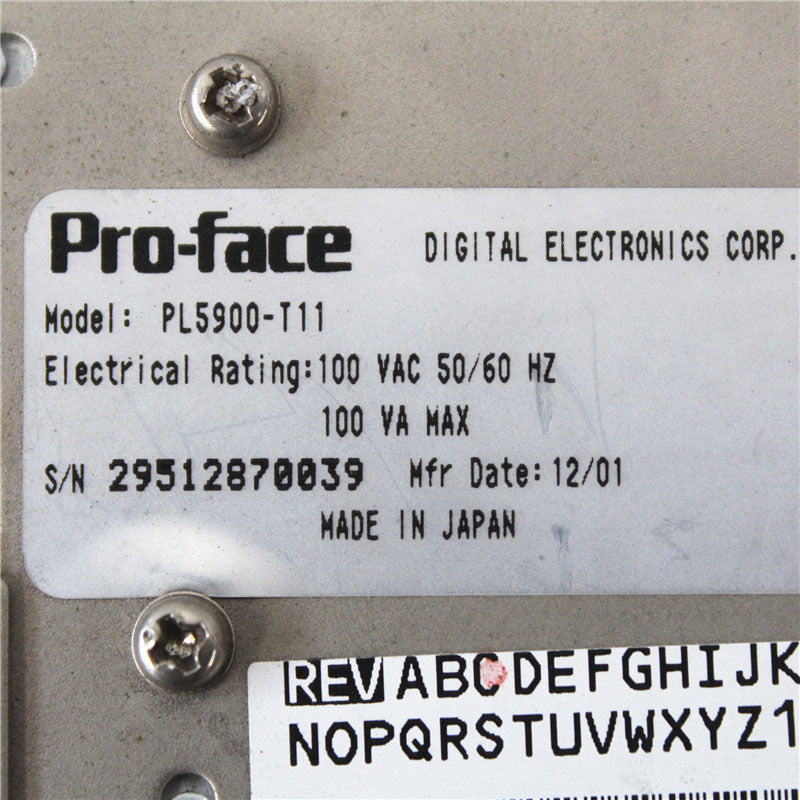 Pro-face DIGITAL ELECTRONICS CORP.
Model: PL5900-T11
Electrical Rating:100 VAC 50/60 HZ
100 VA MAX
S/N 29512870039 Mfr Date: 12/01
MADE IN JAPAN
REV ABCDEFGHIJK
NOPQRSTUVWXYZ1